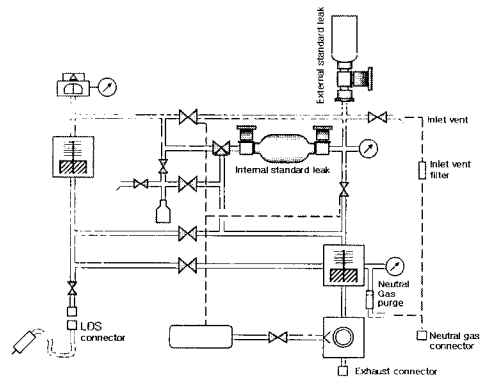 External standard leak
Inlet vent
Internal standard leak
Inlet vent
filter
Neutral
Gas
purge
LDS
connector
Neutral gas
connector
Exhaust connector